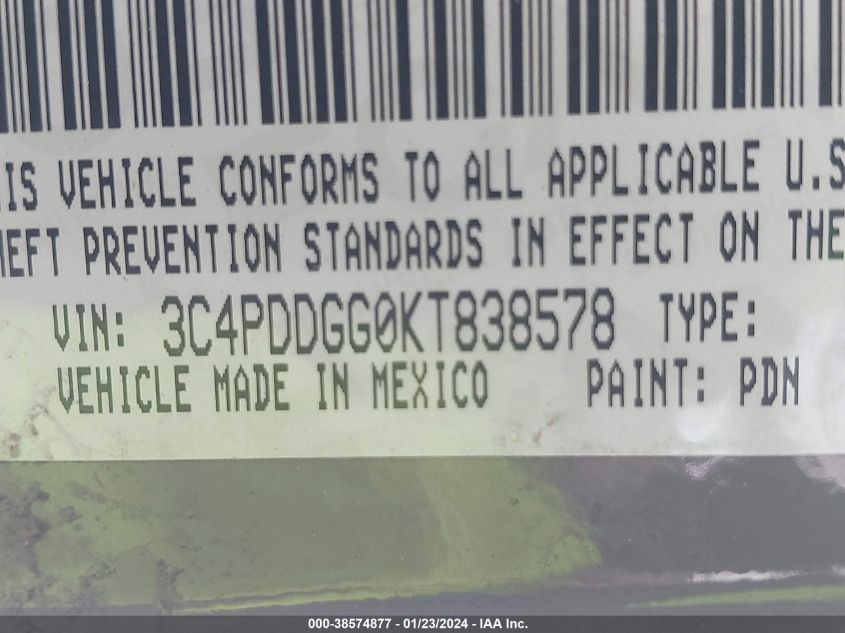 IS VEHICLE CONFORMS TO ALL APPLICABLE U.S
EFT PREVENTION STANDARDS IN EFFECT ON THE
VIN: 3C4PDDGG0KT838578 TYPE:
VEHICLE MADE IN MEXICO PAINT: PDN
000-38574877 - 01/23/2024 - IAA Inc.